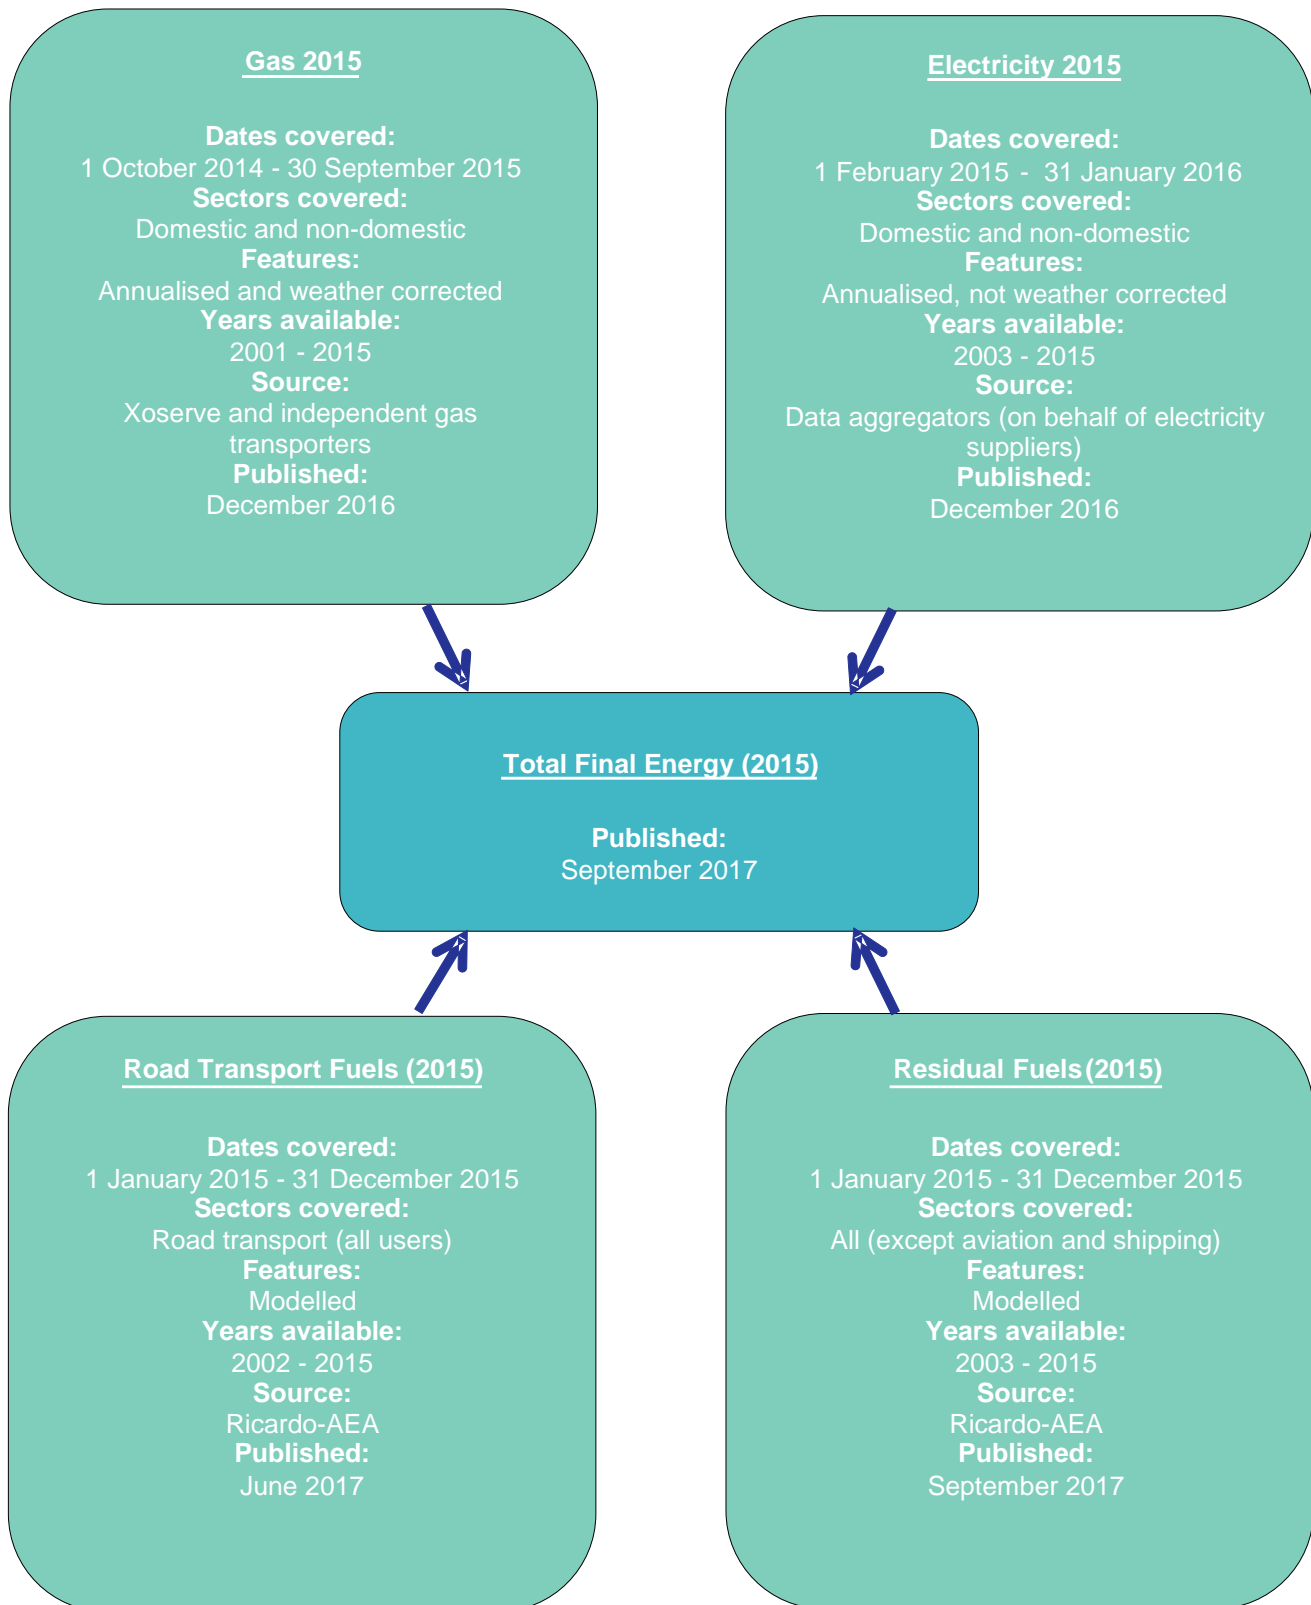 Gas 2015
Dates covered:
1 October 2014 - 30 September 2015
Sectors covered:
Domestic and non-domestic
Features:
Annualised and weather corrected
Years available:
2001 - 2015
Source:
Xoserve and independent gas
transporters
Published:
December 2016
Electricity 2015
Dates covered:
1 February 2015 - 31 January 2016
Sectors covered:
Domestic and non-domestic
Features:
Annualised, not weather corrected
Years available:
2003 - 2015
Source:
Data aggregators (on behalf of electricity
suppliers)
Published:
December 2016
Total Final Energy (2015)
Published:
September 2017
Road Transport Fuels (2015)
Dates covered:
1 January 2015 - 31 December 2015
Sectors covered:
Road transport (all users)
Features:
Modelled
Years available:
2002 - 2015
Source:
Ricardo-AEA
Published:
June 2017
Residual Fuels (2015)
Dates covered:
1 January 2015 - 31 December 2015
Sectors covered:
All (except aviation and shipping)
Features:
Modelled
Years available:
2003 - 2015
Source:
Ricardo-AEA
Published:
September 2017